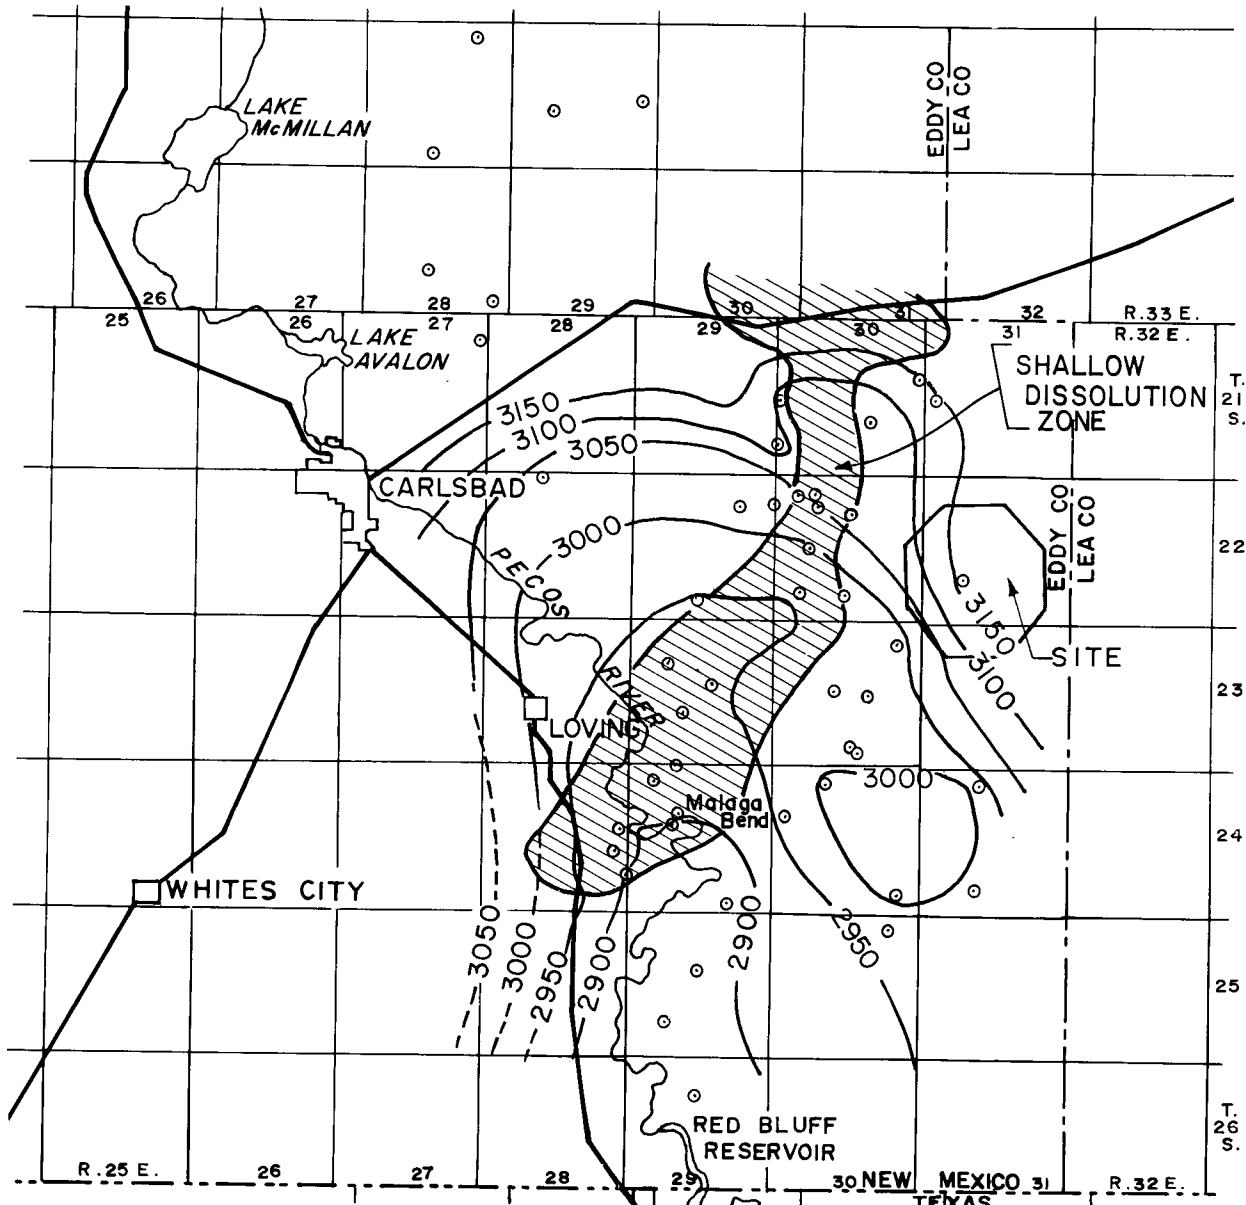 EDDY CO
LEA CO
LAKE
McMILLAN
26
27
28
29
30
31
32
R.33 E.
25
26
27
28
29
30
31
R.32 E.
LAKE
AVALON
SHALLOW
DISSOLUTION
ZONE
T.
21
S.
3150
3100
3050
CARLSBAD
3000
PECOS
RIVER
EDDY CO
LEA CO
22
3150
3100
SITE
23
LOVING
3000
Malaga
Bend
24
WHITES CITY
3050
3000
2950
2900
2900
2950
25
RED BLUFF
RESERVOIR
T.
26
S.
R.25 E.
26
27
28
29
30
NEW MEXICO
31
R.32 E.
TEXAS